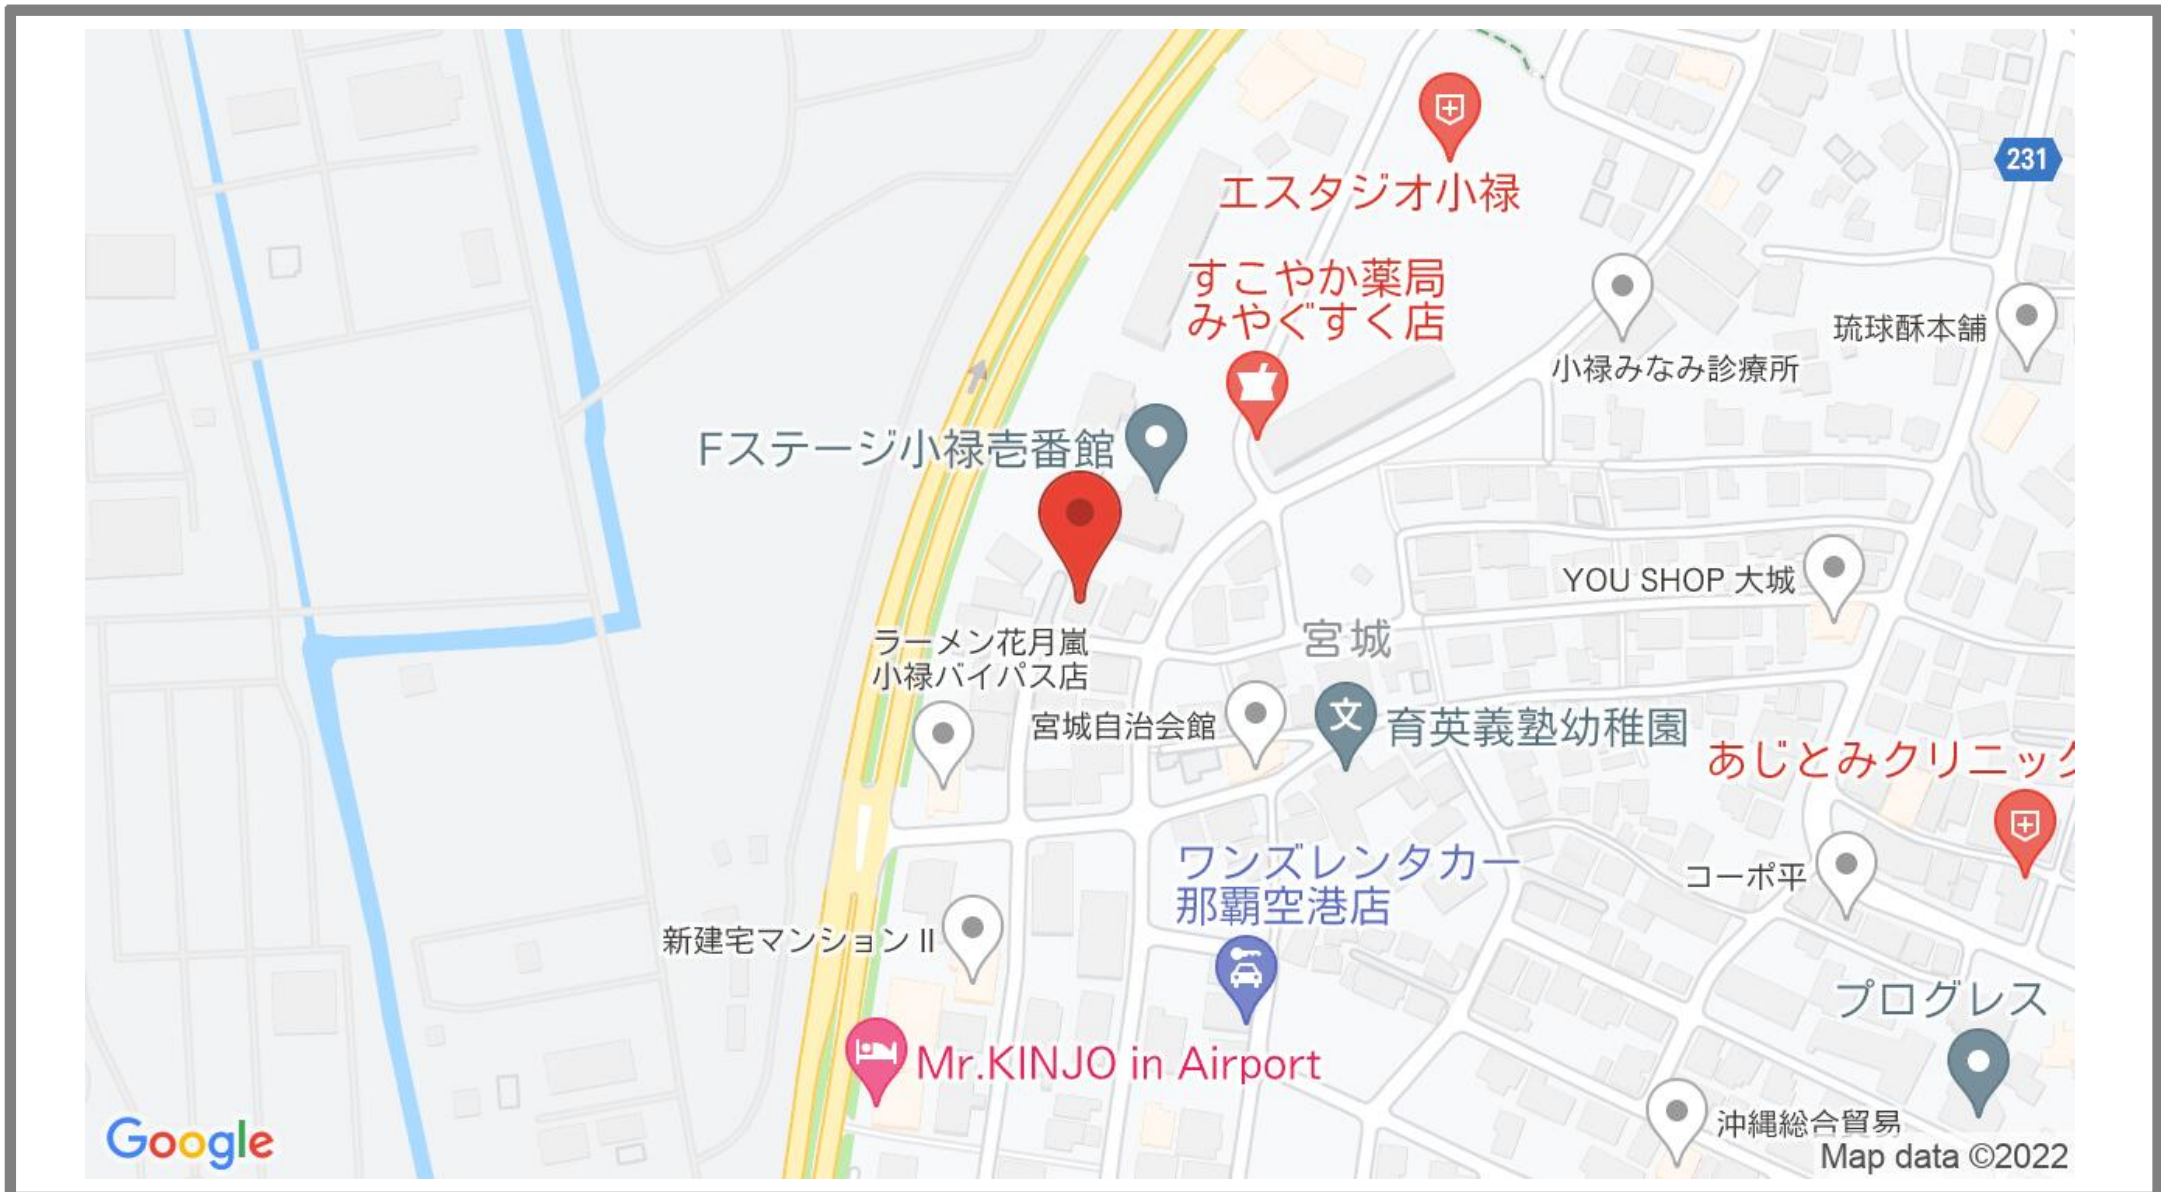 エスタジオ小禄
231
すこやか薬局
みやぐすく店
琉球酥本舗
小禄みなみ診療所
Fステージ小禄壱番館
YOU SHOP 大城
ラーメン花月嵐
小禄バイパス店
宮城
宮城自治会館
文
育英義塾幼稚園
あじとみクリニック
ワンズレンタカー
那覇空港店
コーポ平
新建宅マンション II
プログレス
Mr.KINJO in Airport
沖縄総合貿易
Google
Map data ©2022